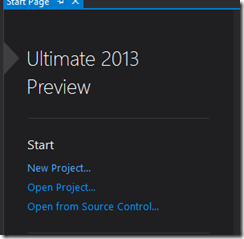 Start Page
Ultimate 2013
Preview
Start
New Project...
Open Project...
Open from Source Control...